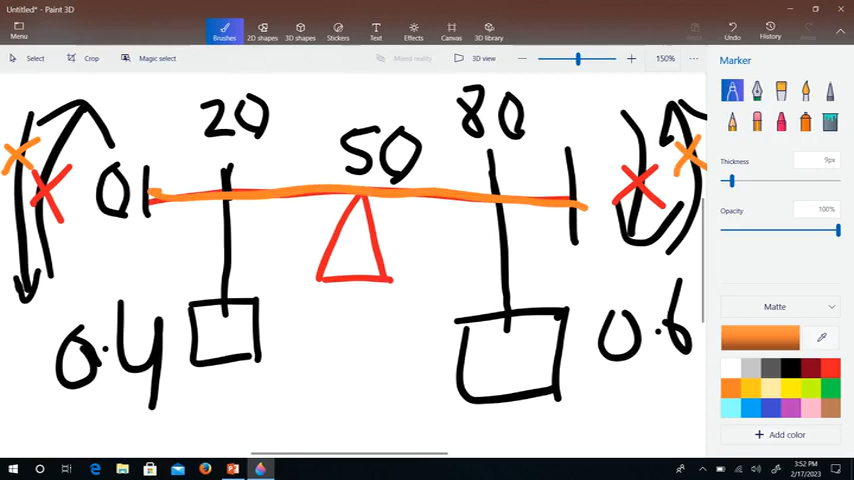 Untitled* - Paint 3D
Menu
Brushes
2D shapes
3D shapes
Stickers
Text
Effects
Canvas
3D library
Undo
History
Select
Crop
Magic select
Mixed reality
3D view
150%
Marker
Thickness
9px
Opacity
100%
Matte
Add color
20
80
50
0
0.4
0.6
3:52 PM
2/17/2023